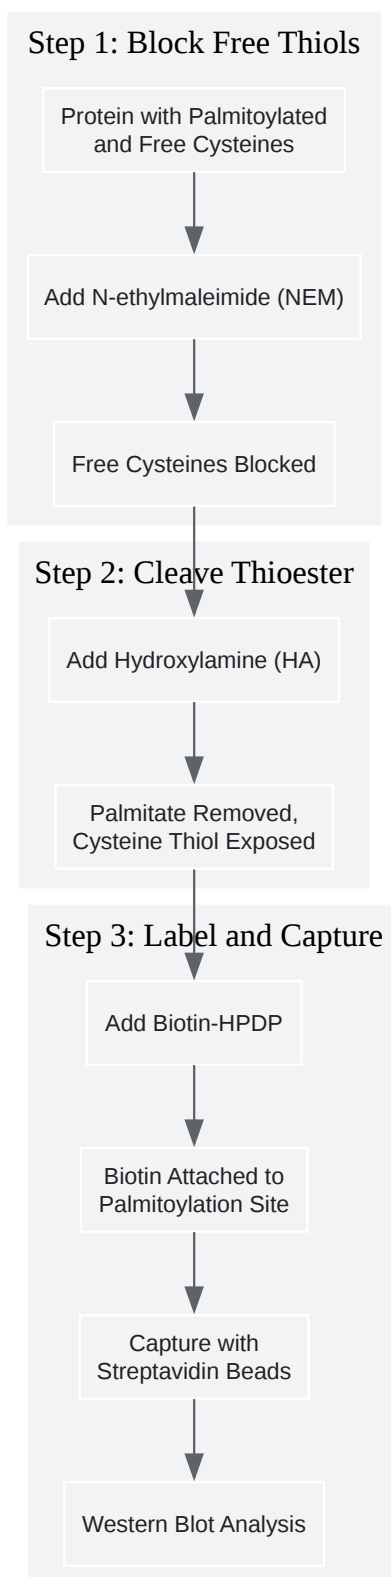 Step 1: Block Free Thiols
Protein with Palmitoylated
and Free Cysteines
Add N-ethylmaleimide (NEM)
Free Cysteines Blocked
Step 2: Cleave Thioester
Add Hydroxylamine (HA)
Palmitate Removed,
Cysteine Thiol Exposed
Step 3: Label and Capture
Add Biotin-HPDP
Biotin Attached to
Palmitoylation Site
Capture with
Streptavidin Beads
Western Blot Analysis